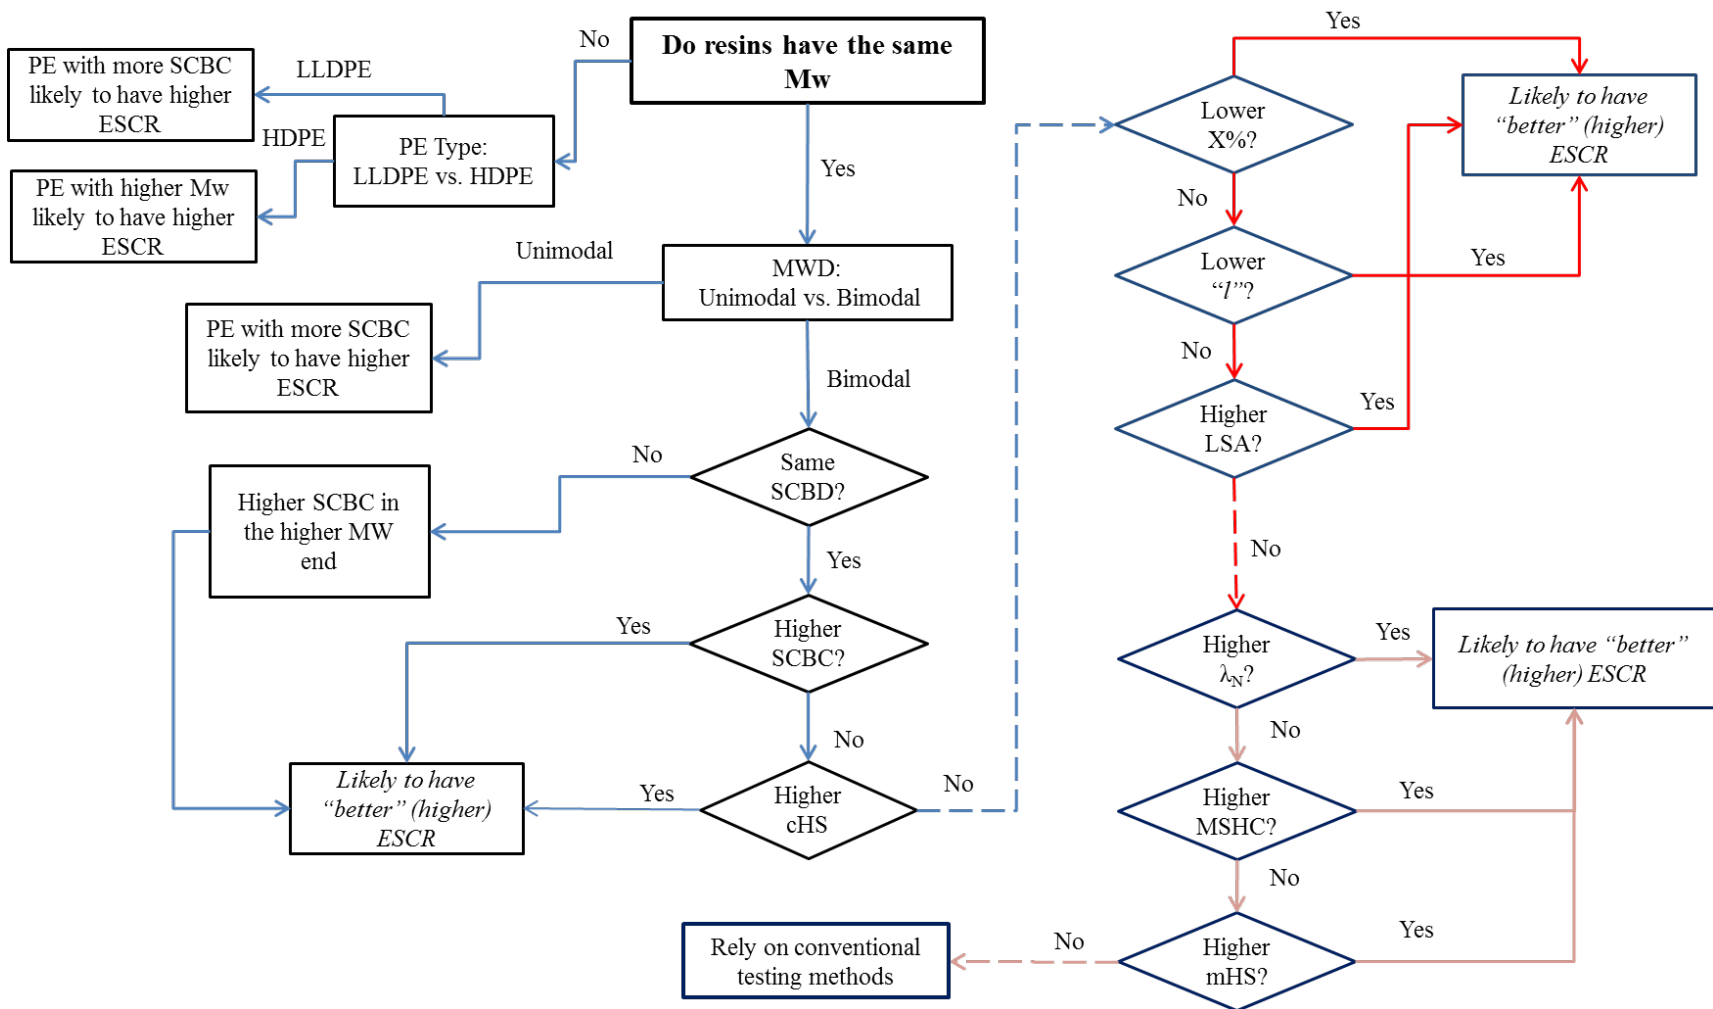 Do resins have the same
Mw
No
Yes
LLDPE
HDPE
PE with more SCBC
likely to have higher
ESCR
PE Type:
LLDPE vs. HDPE
PE with higher Mw
likely to have higher
ESCR
Unimodal
MWD:
Unimodal vs. Bimodal
PE with more SCBC
likely to have higher
ESCR
Bimodal
No
Same
SCBD?
Higher SCBC in
the higher MW
end
Yes
Yes
Higher
SCBC?
No
Likely to have
“better” (higher)
ESCR
Yes
Higher
cHS
No
Yes
Lower
X%?
Likely to have
“better” (higher)
ESCR
No
Lower
“l”?
Yes
No
Higher
LSA?
Yes
No
Higher
λN?
Yes
Likely to have “better”
(higher) ESCR
No
Higher
MSHC?
Yes
No
Higher
mHS?
Yes
No
Rely on conventional
testing methods